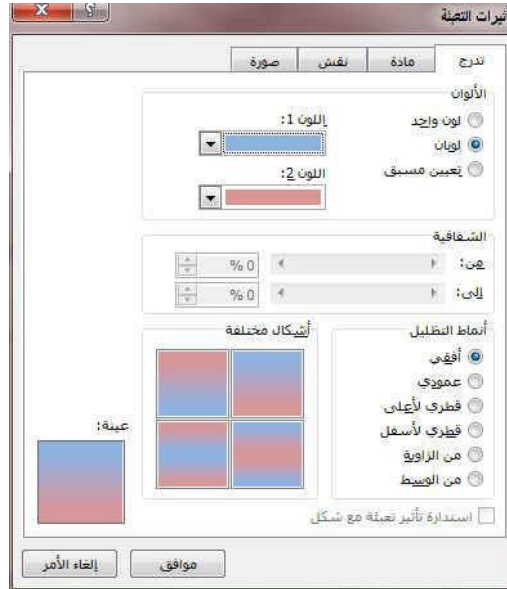 ثيرات التعبئة
تدرج مادة نقش صورة
الألوان
لون واحد
لونان
تعيين مسبق
اللون 1:
اللون 2:
الشفافية
من: % 0
إلى: % 0
أنماط التظليل
أفقي
عمودي
قطري لأعلى
قطري لأسفل
من الزاوية
من الوسط
أشكال مختلفة
عينة:
استدارة تأثير تعبئة مع شكل
موافق إلغاء الأمر